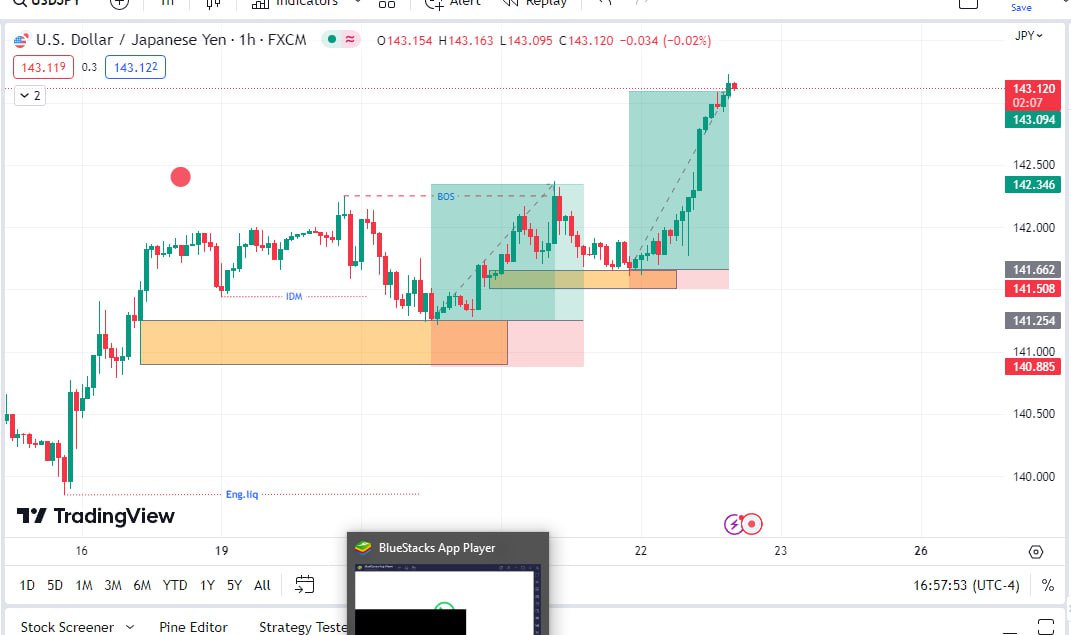 USDJPY 1h Indicators Alert Replay Save
U.S. Dollar / Japanese Yen · 1h · FXCM O143.154 H143.163 L143.095 C143.120 −0.034 (−0.02%) JPY
143.119 0.3 143.122
2
143.120
02:07
143.094
142.500
142.346
BOS
142.000
141.662
141.508
IDM
141.254
141.000
140.885
140.500
140.000
Eng.liq
TradingView
16 19 22 23 26
BlueStacks App Player
1D 5D 1M 3M 6M YTD 1Y 5Y All 16:57:53 (UTC-4) %
Stock Screener Pine Editor Strategy Teste